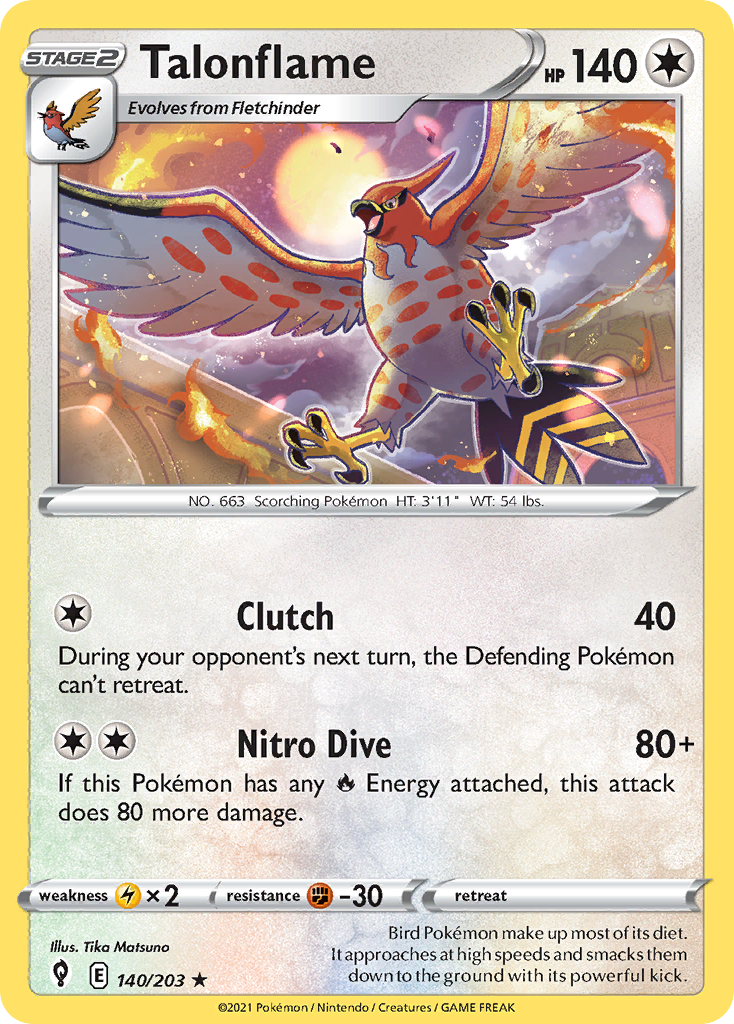 STAGE 2 Talonflame HP 140
Evolves from Fletchinder
NO. 663 Scorching Pokémon HT: 3'11" WT: 54 lbs.
Clutch 40
During your opponent's next turn, the Defending Pokémon
can't retreat.
Nitro Dive 80+
If this Pokémon has any Energy attached, this attack
does 80 more damage.
weakness ×2 resistance -30 retreat
Bird Pokémon make up most of its diet.
It approaches at high speeds and smacks them
down to the ground with its powerful kick.
Illus. Tika Matsuno
E 140/203 ★
©2021 Pokémon / Nintendo / Creatures / GAME FREAK